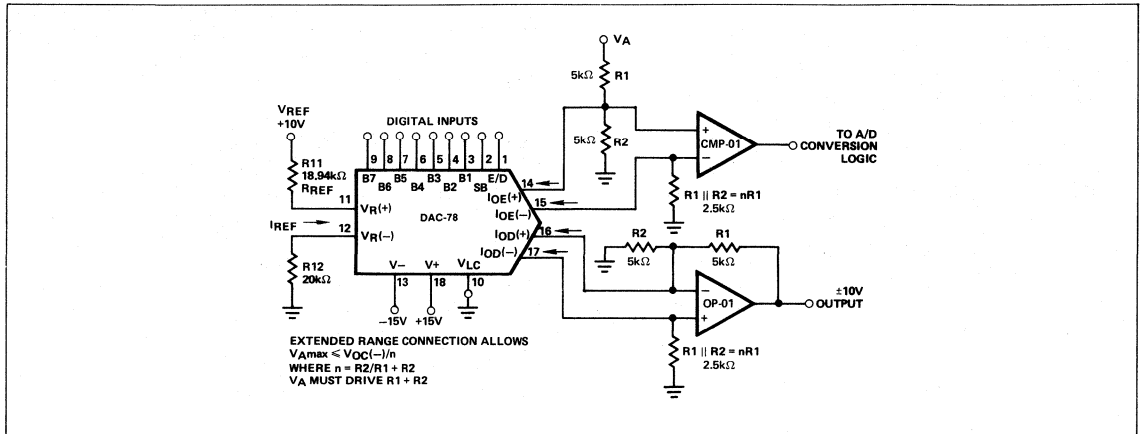 VA
5kΩ R1
VREF
+10V
DIGITAL INPUTS
5kΩ R2
+
CMP-01
−
TO A/D
CONVERSION
LOGIC
R11
18.94kΩ
RREF
9 8 7 6 5 4 3 2 1
B7 B6 B5 B4 B3 B2 B1 SB E/D
14
IOE(+)
15
IOE(−)
R1 || R2 = nR1
2.5kΩ
11
VR(+)
DAC-78
IREF
12
VR(−)
16
IOD(+)
17
IOD(−)
R2
5kΩ
R1
5kΩ
R12
20kΩ
V− V+ VLC
13 18 10
−15V +15V
−
OP-01
+
±10V
OUTPUT
R1 || R2 = nR1
2.5kΩ
EXTENDED RANGE CONNECTION ALLOWS
VAmax ≤ VOC(−)/n
WHERE n = R2/R1 + R2
VA MUST DRIVE R1 + R2